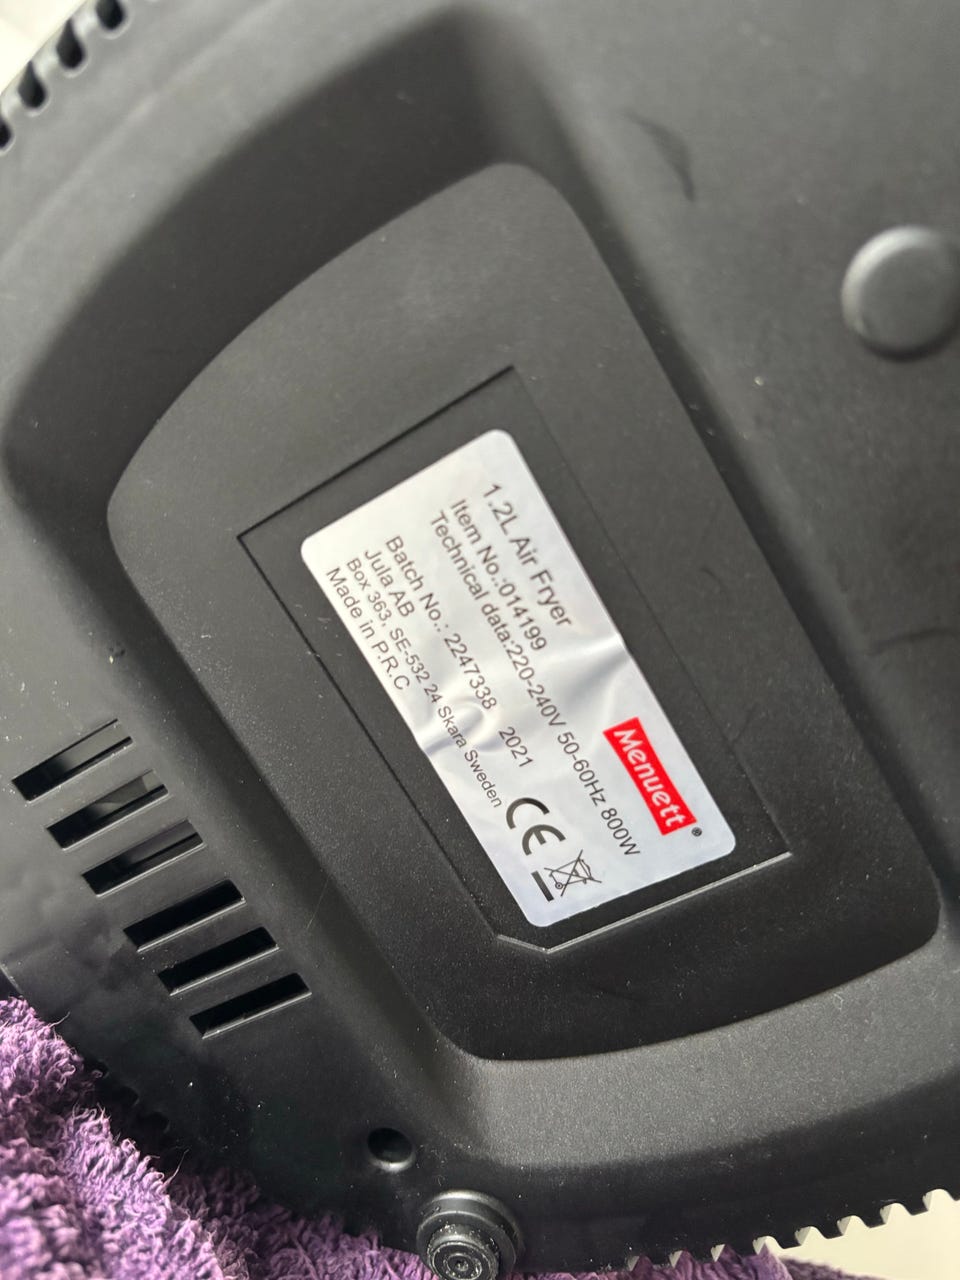 1.2L Air Fryer
Item No.:014199
Technical data:220-240V 50-60Hz 800W
Menuett®
Batch No.: 2247338 2021
Jula AB
Box 363, SE-532 24 Skara Sweden
Made in P.R.C
CE